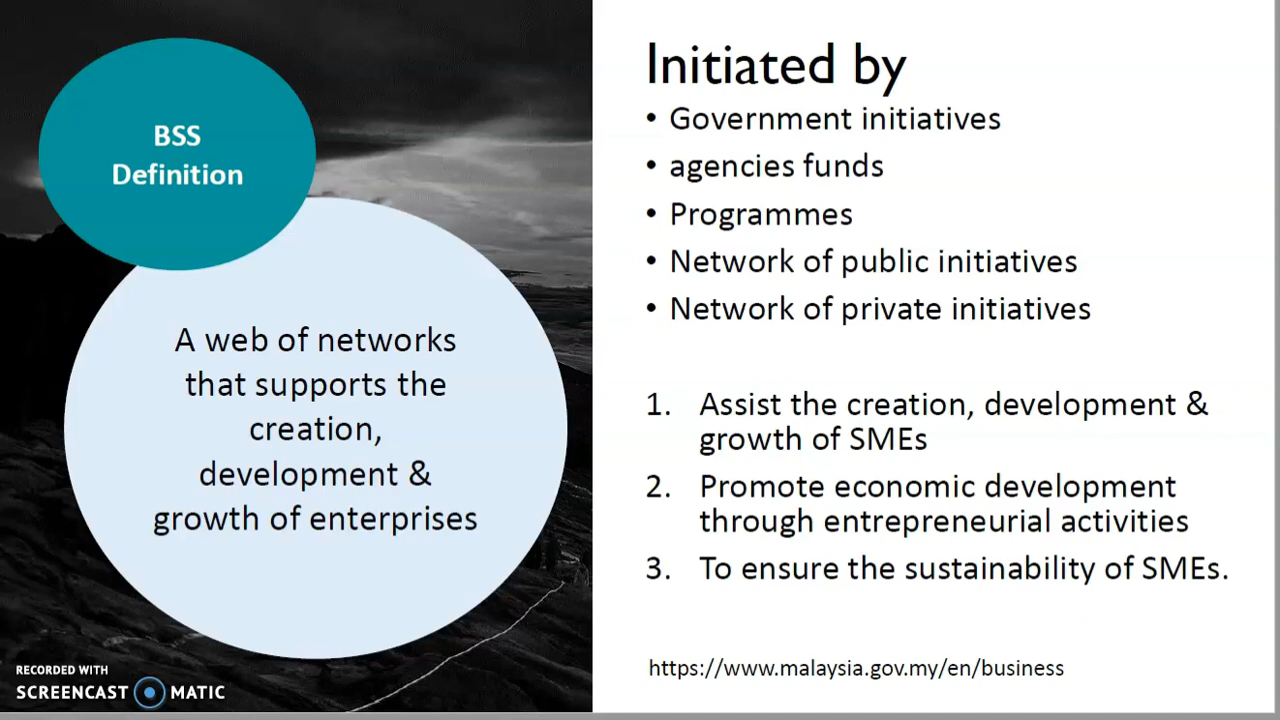 BSS
Definition
A web of networks
that supports the
creation,
development &
growth of enterprises
Initiated by
• Government initiatives
• agencies funds
• Programmes
• Network of public initiatives
• Network of private initiatives
1. Assist the creation, development &
growth of SMEs
2. Promote economic development
through entrepreneurial activities
3. To ensure the sustainability of SMEs.
https://www.malaysia.gov.my/en/business
RECORDED WITH
SCREENCAST MATIC